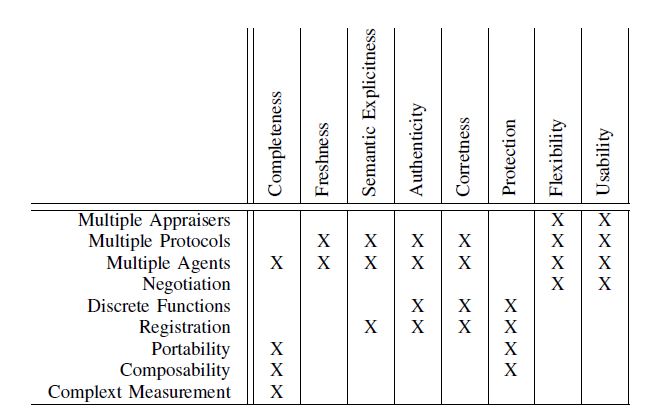 Completeness Freshness Semantic Explicitness Authenticity Corretness Protection Flexibility Usability
Multiple Appraisers X X
Multiple Protocols X X X X X X
Multiple Agents X X X X X X X
Negotiation X X
Discrete Functions X X X
Registration X X X X
Portability X X
Composability X X
Complext Measurement X